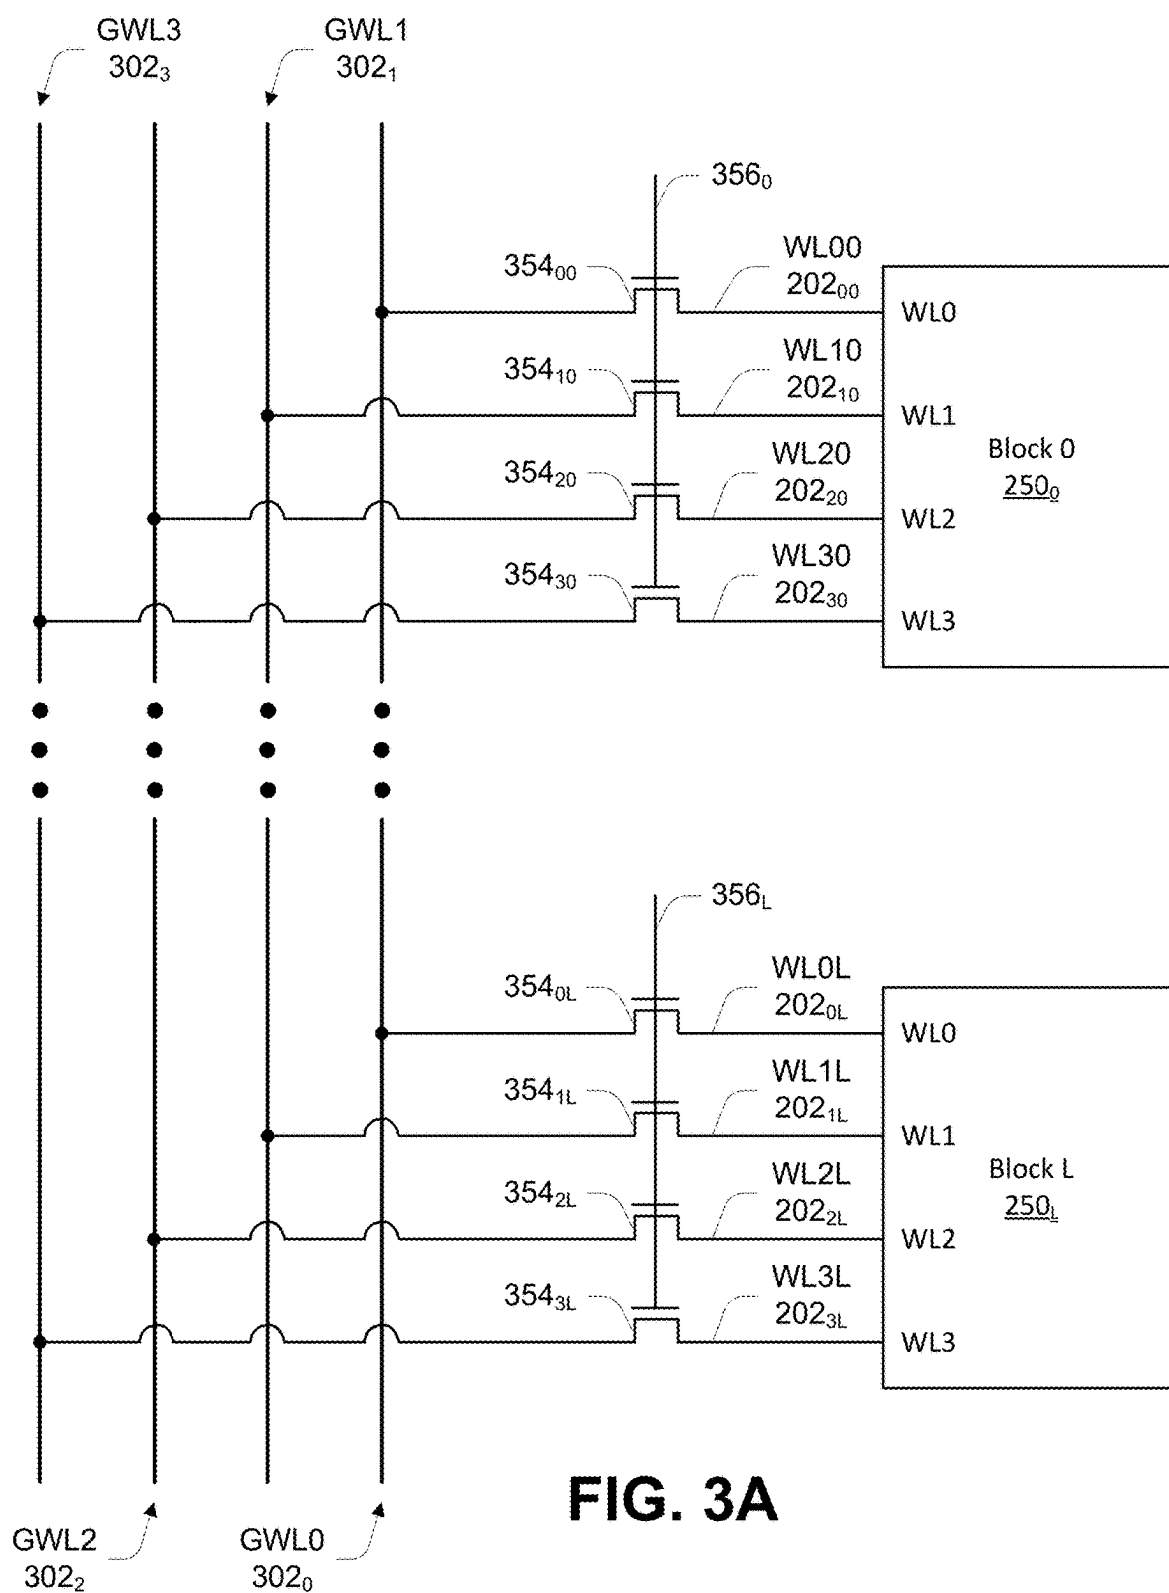 GWL3
302₃
GWL1
302₁
356₀
354₀₀
WL00
202₀₀
WL0
354₁₀
WL10
202₁₀
WL1
Block 0
250₀
354₂₀
WL20
202₂₀
WL2
354₃₀
WL30
202₃₀
WL3
356L
354₀L
WL0L
202₀L
WL0
354₁L
WL1L
202₁L
WL1
Block L
250L
354₂L
WL2L
202₂L
WL2
354₃L
WL3L
202₃L
WL3
FIG. 3A
GWL2
302₂
GWL0
302₀